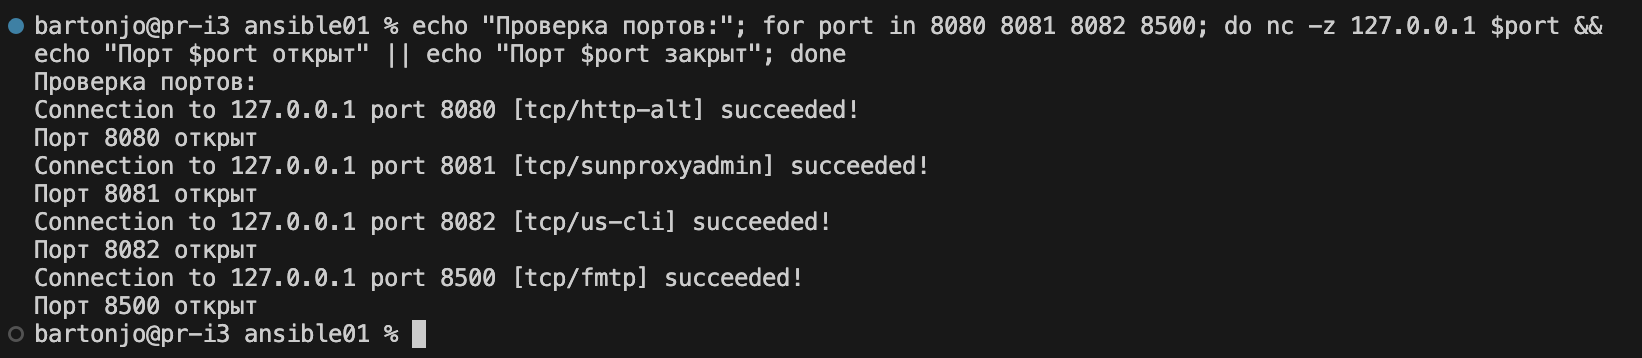 bartonjo@pr-i3 ansible01 % echo "Проверка портов:"; for port in 8080 8081 8082 8500; do nc -z 127.0.0.1 $port &&
echo "Порт $port открыт" || echo "Порт $port закрыт"; done
Проверка портов:
Connection to 127.0.0.1 port 8080 [tcp/http-alt] succeeded!
Порт 8080 открыт
Connection to 127.0.0.1 port 8081 [tcp/sunproxyadmin] succeeded!
Порт 8081 открыт
Connection to 127.0.0.1 port 8082 [tcp/us-cli] succeeded!
Порт 8082 открыт
Connection to 127.0.0.1 port 8500 [tcp/fmtp] succeeded!
Порт 8500 открыт
bartonjo@pr-i3 ansible01 %